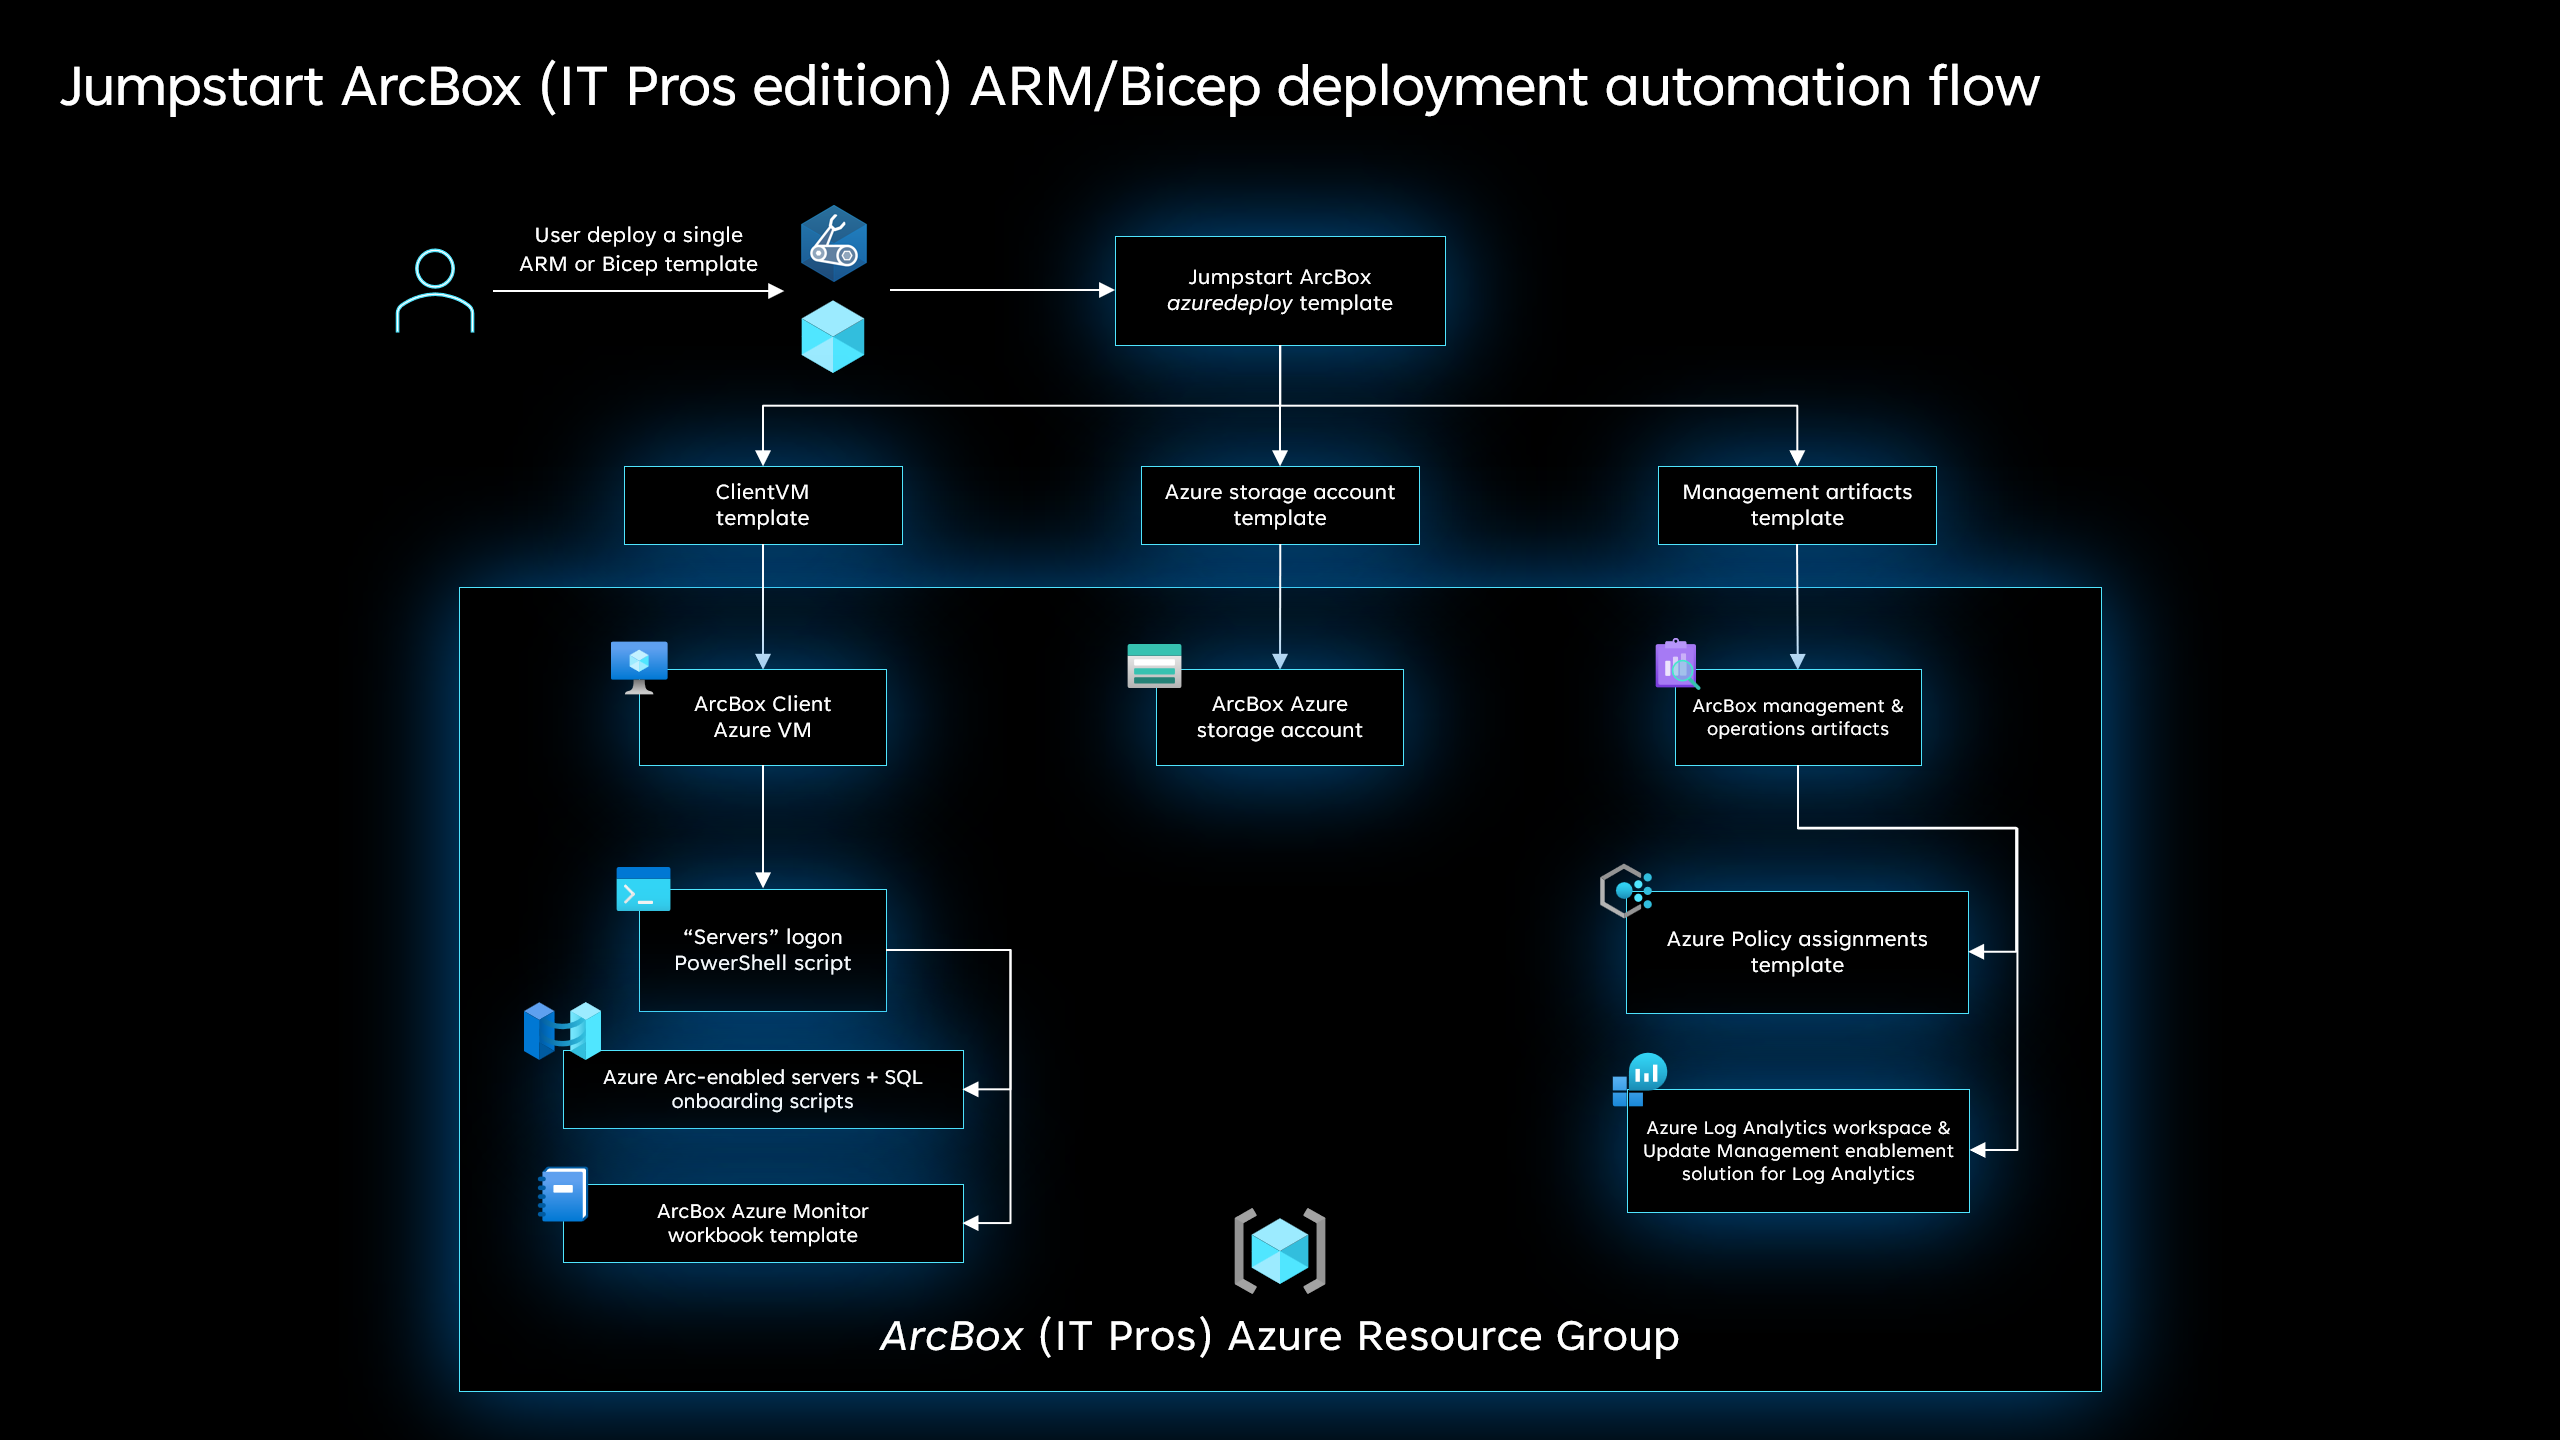 Jumpstart ArcBox (IT Pros edition) ARM/Bicep deployment automation flow
User deploy a single
ARM or Bicep template
Jumpstart ArcBox
azuredeploy template
ClientVM
template
Azure storage account
template
Management artifacts
template
ArcBox Client
Azure VM
ArcBox Azure
storage account
ArcBox management &
operations artifacts
“Servers” logon
PowerShell script
Azure Policy assignments
template
Azure Arc-enabled servers + SQL
onboarding scripts
Azure Log Analytics workspace &
Update Management enablement
solution for Log Analytics
ArcBox Azure Monitor
workbook template
ArcBox (IT Pros) Azure Resource Group